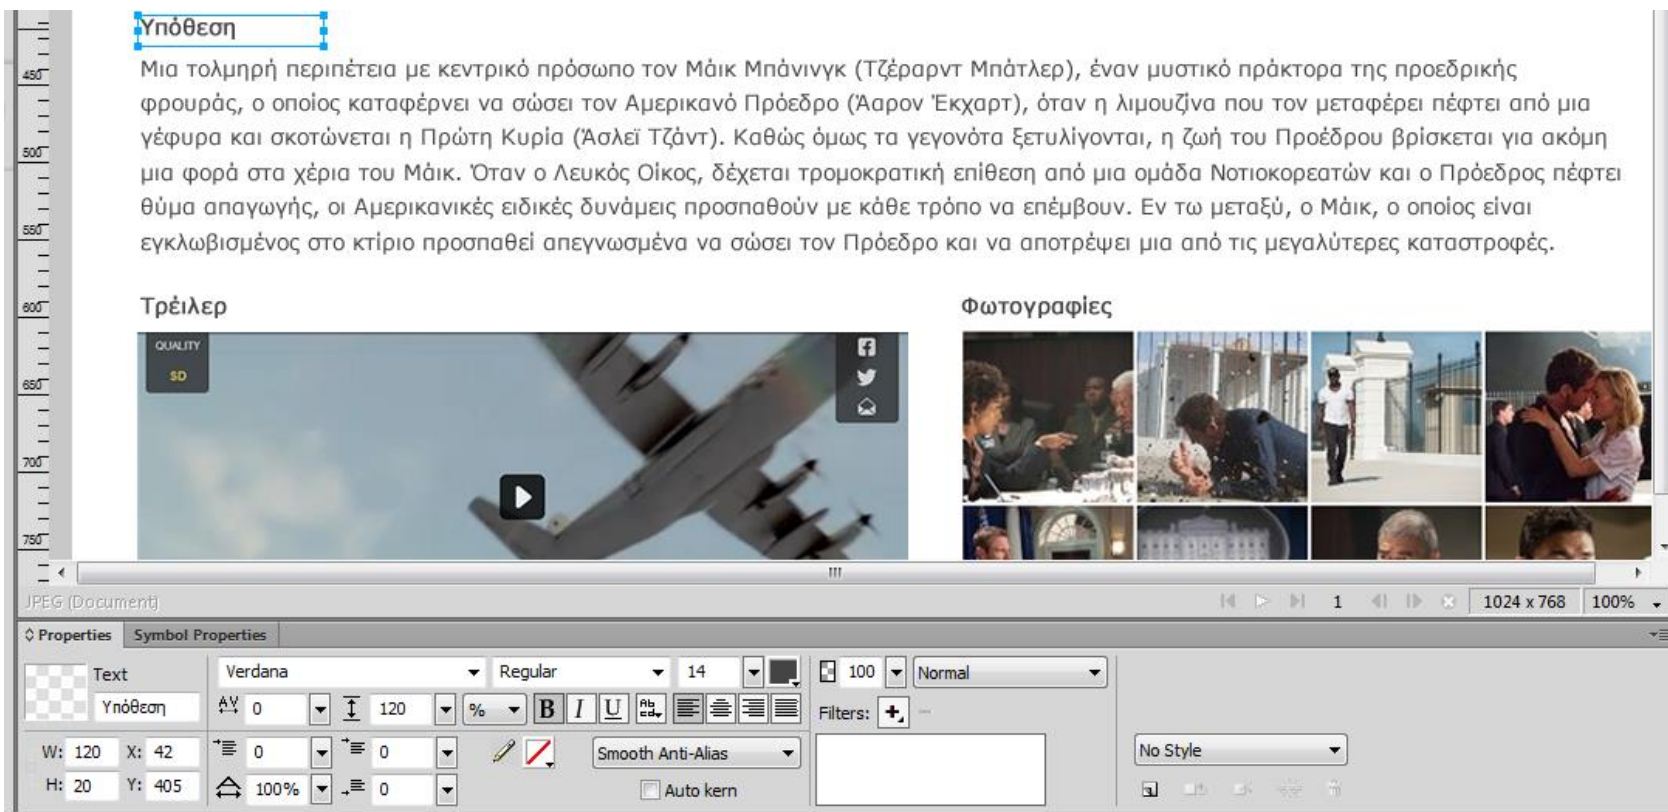 Υπόθεση
450
Μια τολμηρή περιπέτεια με κεντρικό πρόσωπο τον Μάικ Μπάνινγκ (Τζέραρντ Μπάτλερ), έναν μυστικό πράκτορα της προεδρικής
φρουράς, ο οποίος καταφέρνει να σώσει τον Αμερικανό Πρόεδρο (Άαρον Έκχαρτ), όταν η λιμουζίνα που τον μεταφέρει πέφτει από μια
γέφυρα και σκοτώνεται η Πρώτη Κυρία (Άσλεϊ Τζάντ). Καθώς όμως τα γεγονότα ξετυλίγονται, η ζωή του Προέδρου βρίσκεται για ακόμη
500
μια φορά στα χέρια του Μάικ. Όταν ο Λευκός Οίκος, δέχεται τρομοκρατική επίθεση από μια ομάδα Νοτιοκορεατών και ο Πρόεδρος πέφτει
θύμα απαγωγής, οι Αμερικανικές ειδικές δυνάμεις προσπαθούν με κάθε τρόπο να επέμβουν. Εν τω μεταξύ, ο Μάικ, ο οποίος είναι
550
εγκλωβισμένος στο κτίριο προσπαθεί απεγνωσμένα να σώσει τον Πρόεδρο και να αποτρέψει μια από τις μεγαλύτερες καταστροφές.
600
Τρέιλερ
Φωτογραφίες
QUALITY
SD
650
700
750
JPEG (Document)
1
1024 x 768
100%
Properties
Symbol Properties
Text
Verdana
Regular
14
100
Normal
Υπόθεση
AV 0
120
%
B I U
Filters:
W: 120 X: 42
0
0
Smooth Anti-Alias
No Style
H: 20 Y: 405
100%
0
Auto kern